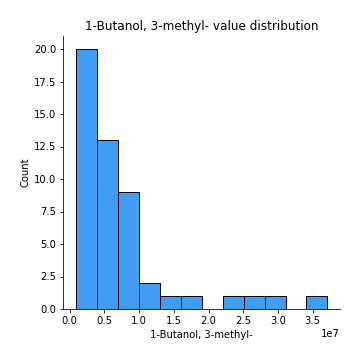 1-Butanol, 3-methyl- value distribution
20.0
17.5
15.0
12.5
10.0
7.5
5.0
2.5
0.0
Count
0.0 0.5 1.0 1.5 2.0 2.5 3.0 3.5
1e7
1-Butanol, 3-methyl-